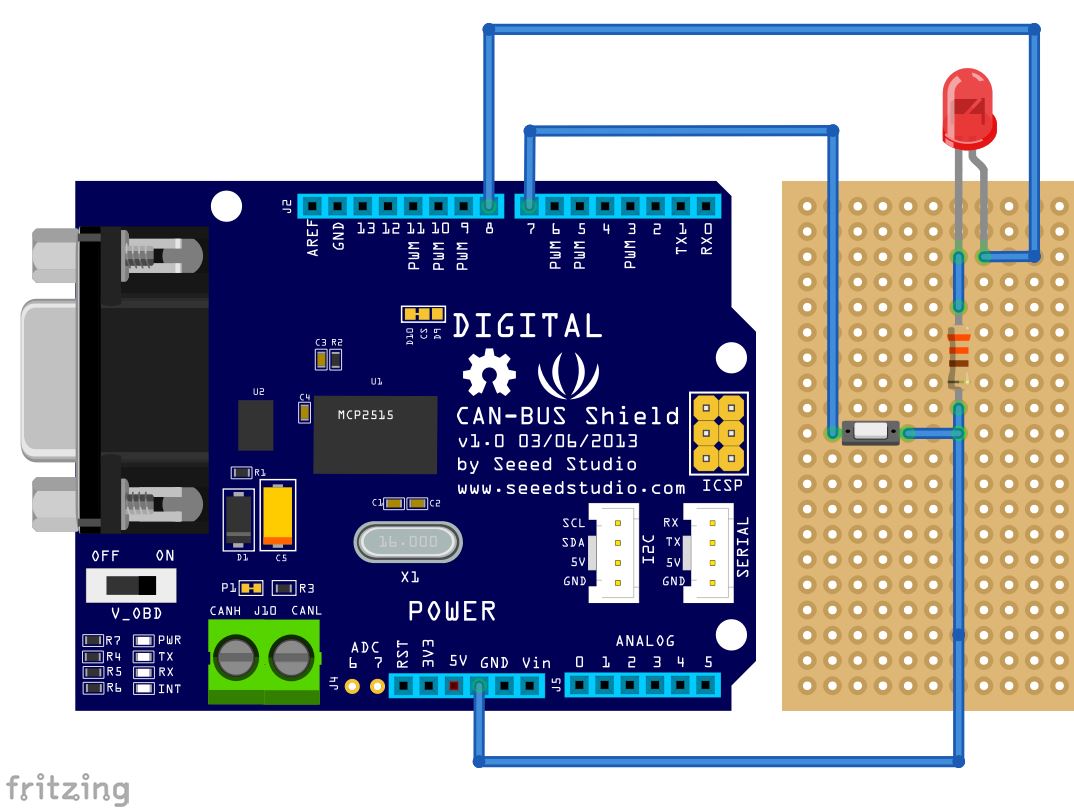 J2
AREF
GND
13
12
PWM 11
PWM 10
PWM 9
8
7
PWM 6
PWM 5
4
PWM 3
2
TX1
RX0
D10
CS
D9
DIGITAL
C3 R2
U1
U2
C4
MCP2515
CAN-BUS Shield
v1.0 03/06/2013
by Seeed Studio
www.seeedstudio.com
ICSP
R1
C1 C2
D1
C5
16.000
X1
SCL
SDA
5V
GND
I2C
RX
TX
5V
GND
SERIAL
OFF ON
V_OBD
P1 R3
CANH J10 CANL
POWER
R7 PWR
R4 TX
R5 RX
R6 INT
ADC
6 7
J4
RST
3V3
5V
GND
Vin
J5
ANALOG
0 1 2 3 4 5
fritzing